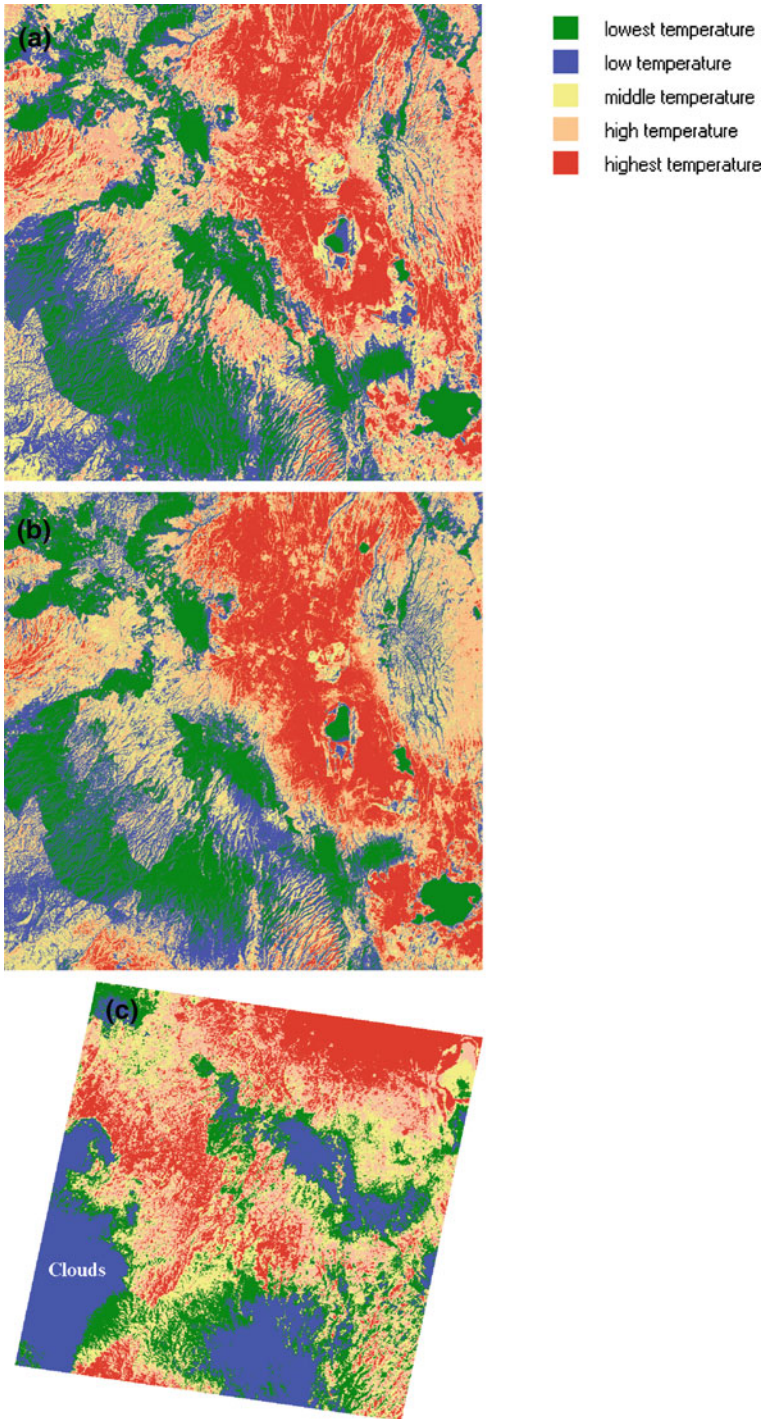 (a)
lowest temperature
low temperature
middle temperature
high temperature
highest temperature
(b)
(c)
Clouds